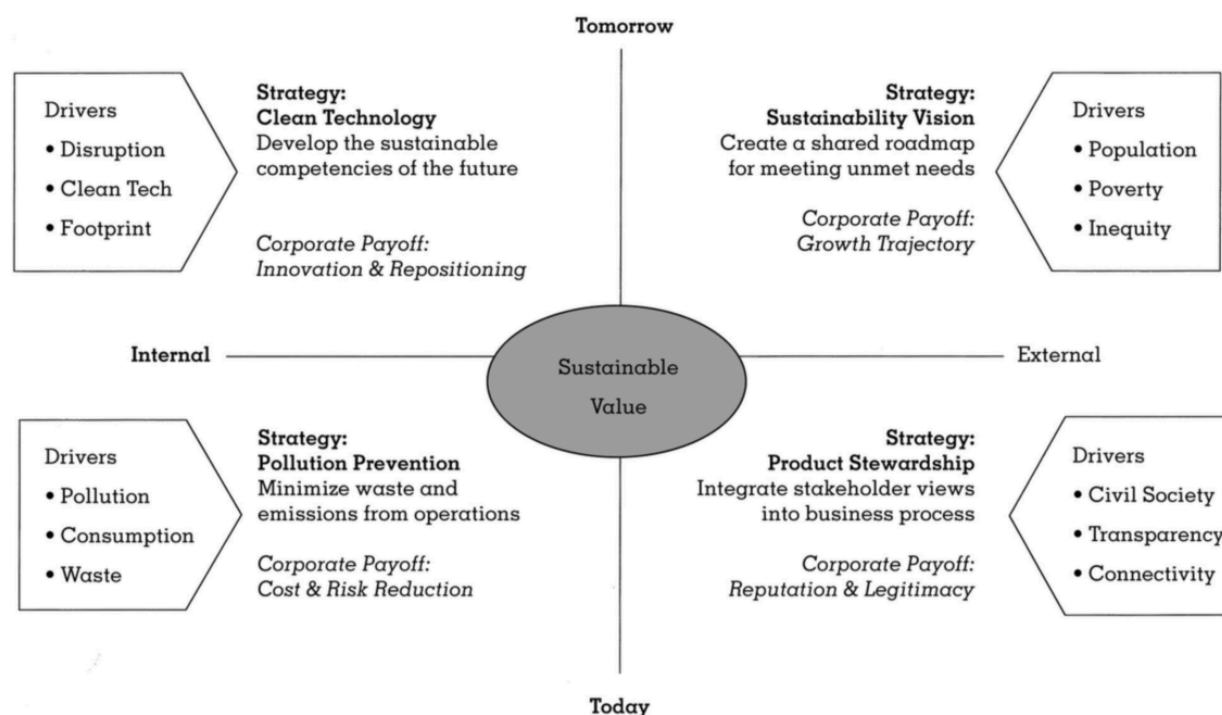 Tomorrow
Drivers
• Disruption
• Clean Tech
• Footprint
Strategy:
Clean Technology
Develop the sustainable
competencies of the future
Corporate Payoff:
Innovation & Repositioning
Strategy:
Sustainability Vision
Create a shared roadmap
for meeting unmet needs
Corporate Payoff:
Growth Trajectory
Drivers
• Population
• Poverty
• Inequity
Internal
Sustainable
Value
External
Drivers
• Pollution
• Consumption
• Waste
Strategy:
Pollution Prevention
Minimize waste and
emissions from operations
Corporate Payoff:
Cost & Risk Reduction
Strategy:
Product Stewardship
Integrate stakeholder views
into business process
Corporate Payoff:
Reputation & Legitimacy
Drivers
• Civil Society
• Transparency
• Connectivity
Today